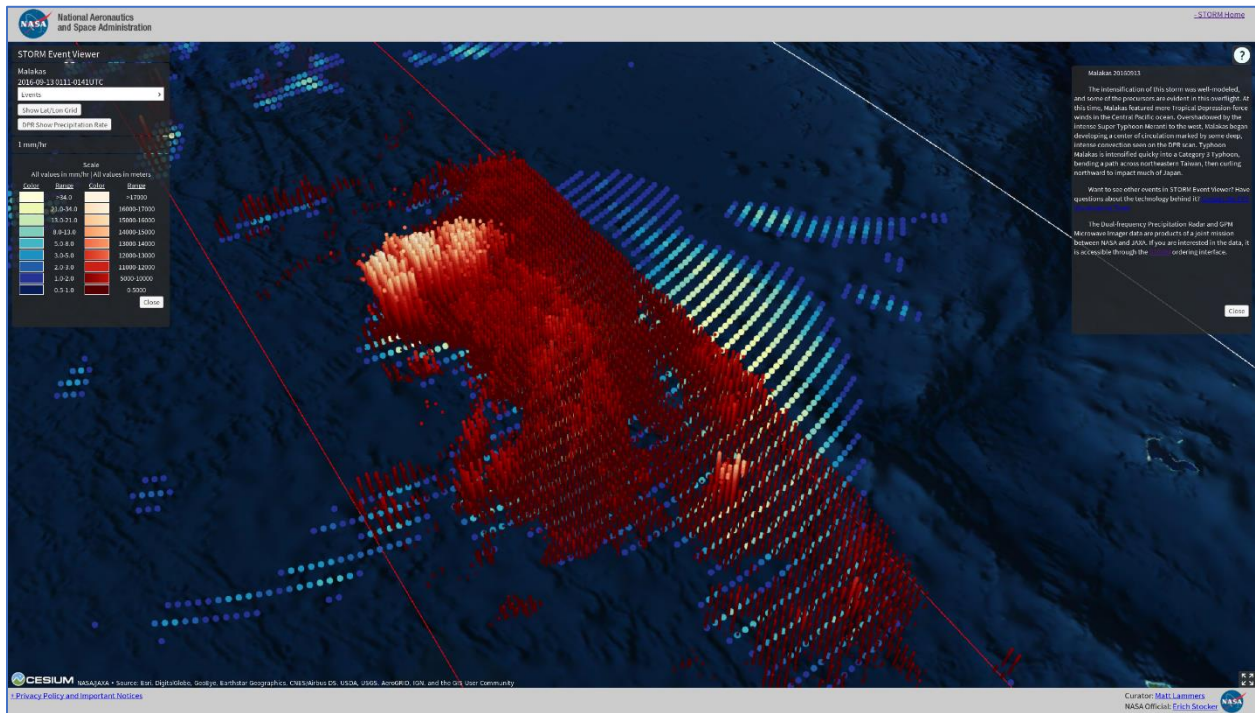 NASA
National Aeronautics
and Space Administration
- STORM Home
STORM Event Viewer
Malakas
2016-09-13 0111-0141UTC
Events
Show Lat/Lon Grid
DPR Show Precipitation Rate
1 mm/hr
Scale
All values in mm/hr | All values in meters
Color Range Color Range
>34.0 >17000
21.0-34.0 16000-17000
13.0-21.0 15000-16000
8.0-13.0 14000-15000
5.0-8.0 13000-14000
3.0-5.0 12000-13000
2.0-3.0 11000-12000
1.0-2.0 5000-10000
0.5-1.0 0-5000
Close
?
Malakas 20160913
The intensification of this storm was well-modeled,
and some of the precursors are evident in this overflight. At
this time, Malakas featured mere Tropical Depression-force
winds in the Central Pacific ocean. Overshadowed by the
intense Super Typhoon Meranti to the west, Malakas began
developing a center of circulation marked by some deep,
intense convection seen on the DPR scan. Typhoon
Malakas is intensified quicky into a Category 3 Typhoon,
bending a path across northeastern Taiwan, then curling
northward to impact much of Japan.
Want to see other events in STORM Event Viewer? Have
questions about the technology behind it?
The Dual-frequency Precipitation Radar and GPM
Microwave Imager data are products of a joint mission
between NASA and JAXA. If you are interested in the data, it
is accessible through the ordering interface.
Close
CESIUM NASA/JAXA • Source: Esri, DigitalGlobe, GeoEye, Earthstar Geographics, CNES/Airbus DS, USDA, USGS, AeroGRID, IGN, and the GIS User Community
+ Privacy Policy and Important Notices
Curator: Matt Lammers
NASA Official: Erich Stocker
NASA